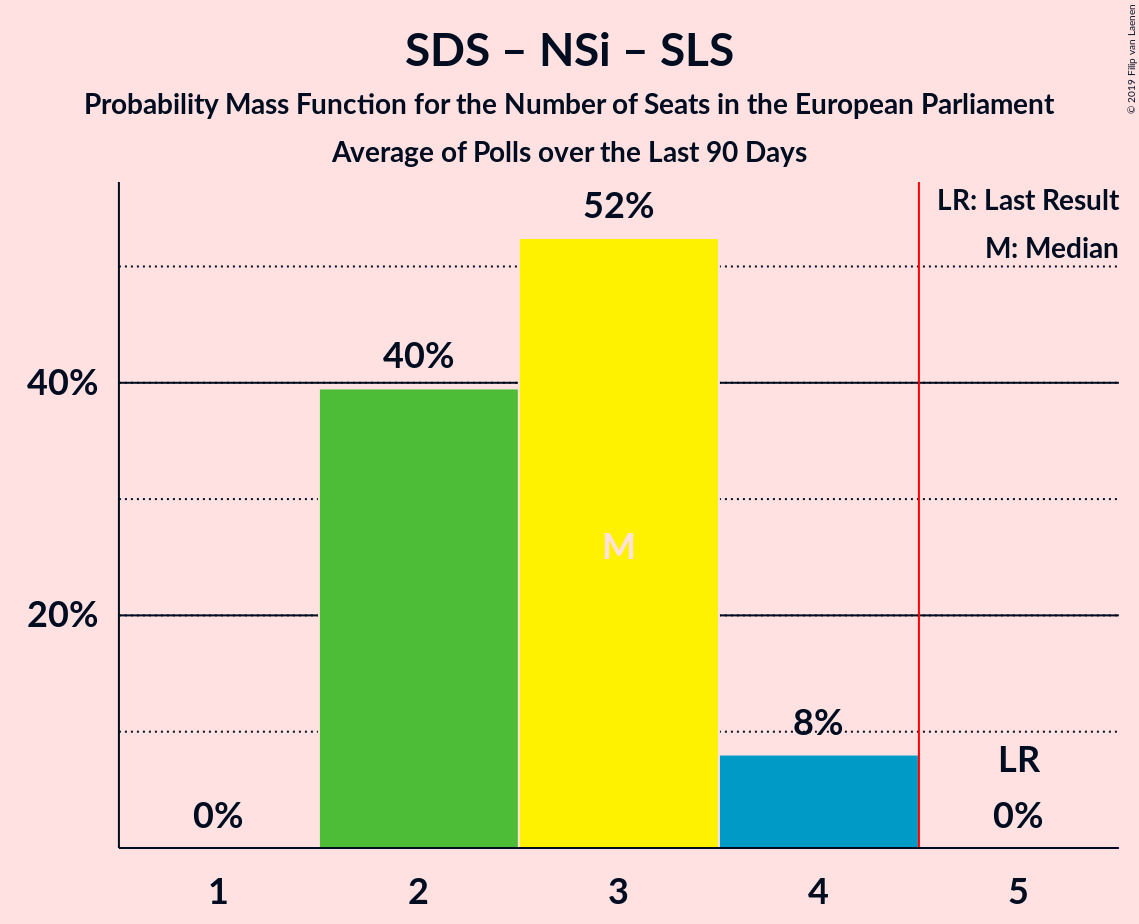 SDS – NSi – SLS
Probability Mass Function for the Number of Seats in the European Parliament
Average of Polls over the Last 90 Days
© 2019 Filip van Laenen
LR: Last Result
M: Median
52%
40%
40%
M
20%
8%
LR
0%
0%
1 2 3 4 5